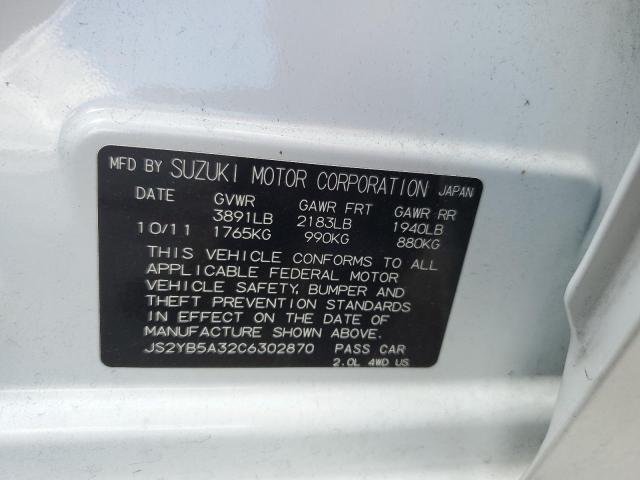 MFD BY SUZUKI MOTOR CORPORATION JAPAN
DATE GVWR GAWR FRT GAWR RR
3891LB 2183LB 1940LB
10/11 1765KG 990KG 880KG
THIS VEHICLE CONFORMS TO ALL
APPLICABLE FEDERAL MOTOR
VEHICLE SAFETY, BUMPER AND
THEFT PREVENTION STANDARDS
IN EFFECT ON THE DATE OF
MANUFACTURE SHOWN ABOVE.
JS2YB5A32C6302870 PASS CAR
2.0L 4WD US